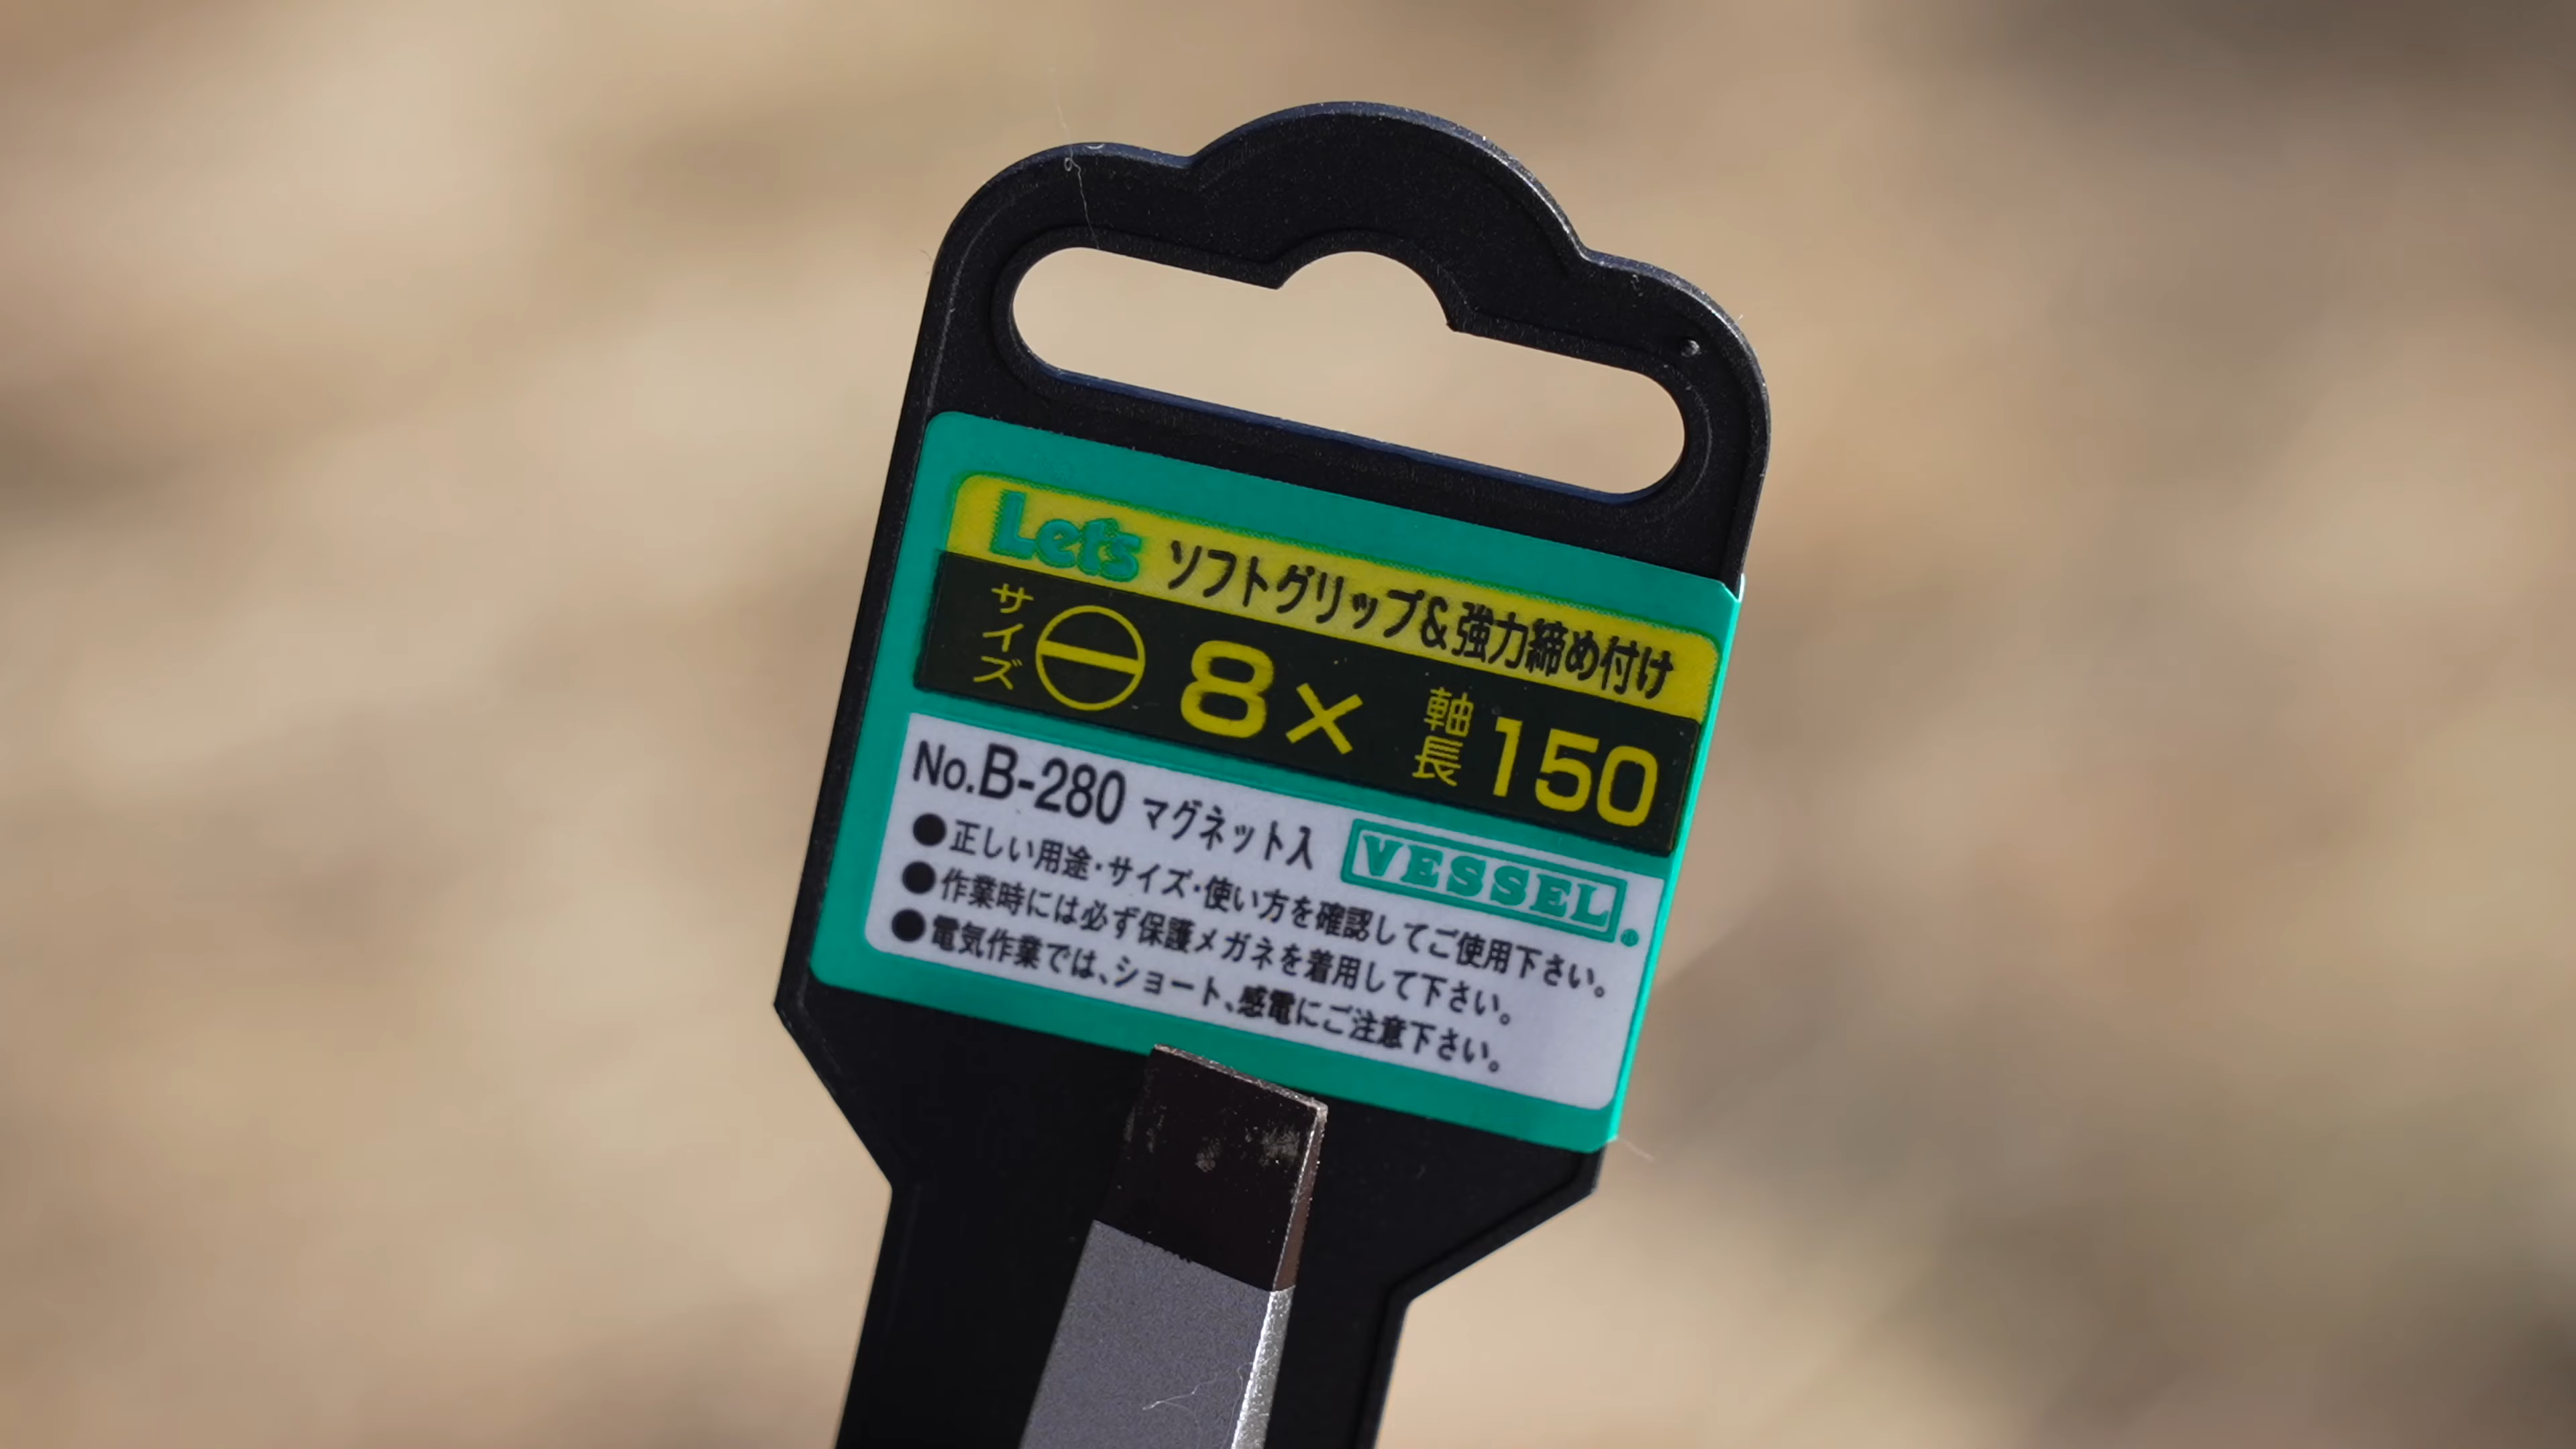 Let's ソフトグリップ&強力締め付け
サイズ ⊖ 8× 軸長 150
No.B-280 マグネット入 VESSEL®
●正しい用途・サイズ・使い方を確認してご使用下さい。
●作業時には必ず保護メガネを着用して下さい。
●電気作業では、ショート、感電にご注意下さい。